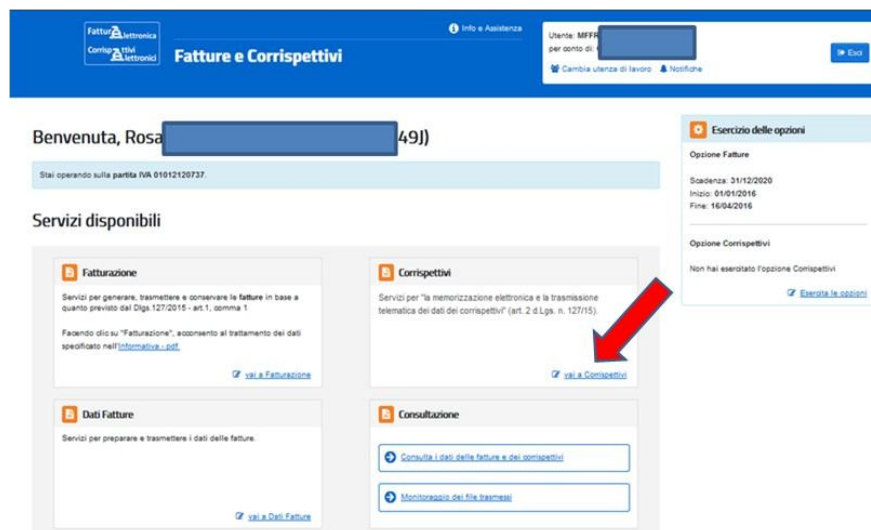 FatturAElettronica
CorrispAttivi Elettronici
Fatture e Corrispettivi
Info e Assistenza
Utente: MFFR
per conto di:
Cambia utenza di lavoro Notifiche
Esci
Benvenuta, Rosa 49J)
Stai operando sulla partita IVA 01012120737.
Servizi disponibili
Fatturazione
Servizi per generare, trasmettere e conservare le fatture in base a
quanto previsto dal Dlgs.127/2015 - art.1, comma 1
Facendo clic su "Fatturazione", acconsento al trattamento dei dati
specificato nell'Informativa - pdf.
vai a Fatturazione
Corrispettivi
Servizi per "la memorizzazione elettronica e la trasmissione
telematica dei dati dei corrispettivi" (art. 2 d.Lgs. n. 127/15).
vai a Corrispettivi
Dati Fatture
Servizi per preparare e trasmettere i dati delle fatture.
vai a Dati Fatture
Consultazione
Consulta i dati delle fatture e dei corrispettivi
Monitoraggio dei file trasmessi
Esercizio delle opzioni
Opzione Fatture
Scadenza: 31/12/2020
Inizio: 01/01/2016
Fine: 16/04/2016
Opzione Corrispettivi
Non hai esercitato l'opzione Corrispettivi
Esercita le opzioni